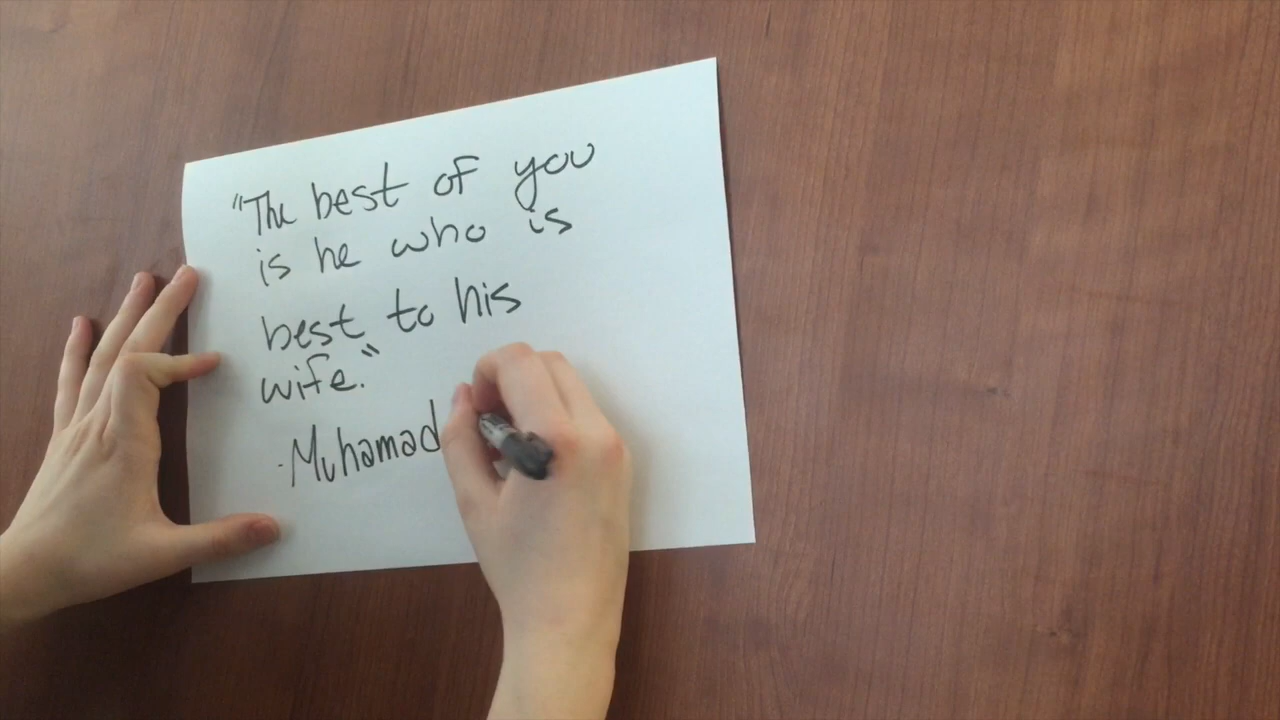 "The best of you
is he who is
best to his
wife."
-Muhamad